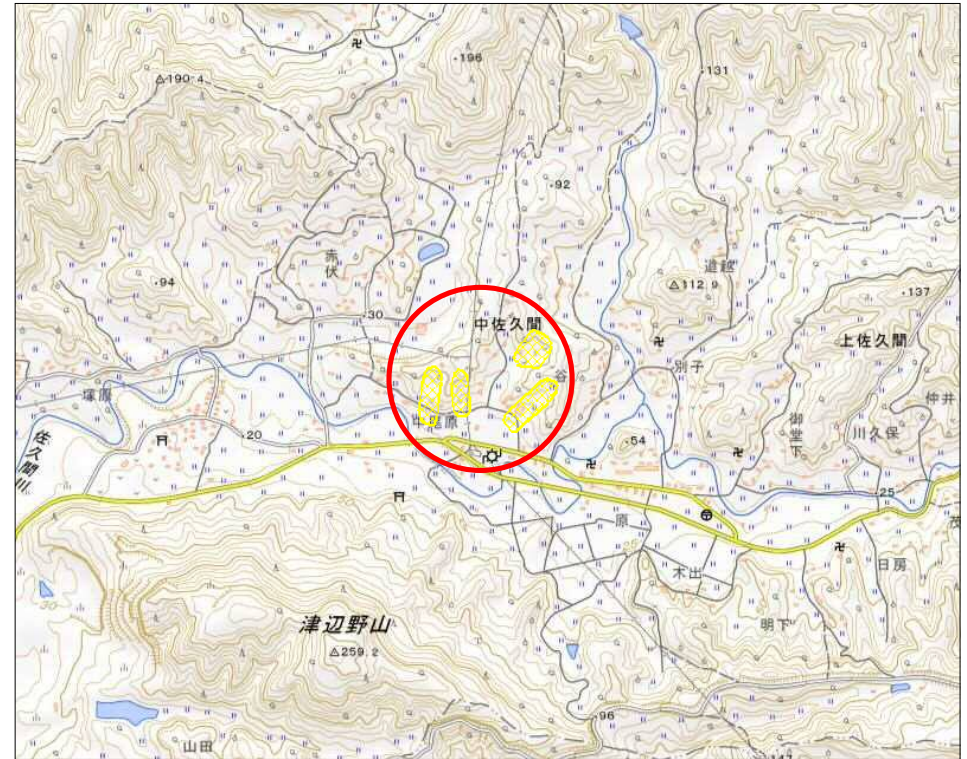 ・196
△190.4
・131
・92
道越
赤伏
△112.9
・94
・137
・30
中佐久間
上佐久間
別子
塚原
谷
仲井
御堂下
川久保
・20
佐久間川
・54
・25
原
木出
日房
津辺野山
△259.2
明下
・96
山田